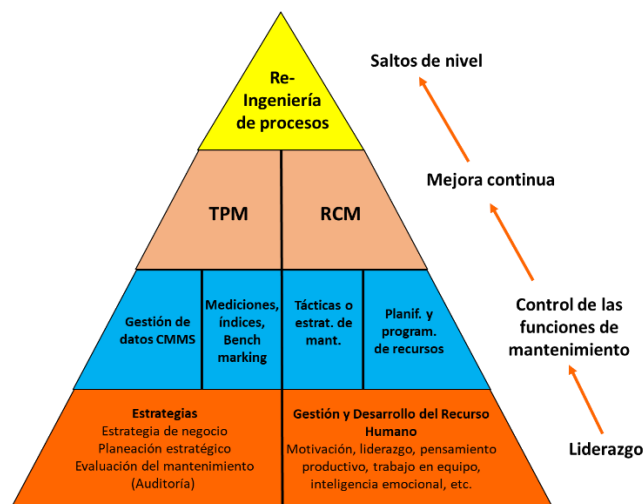 Re-
Ingeniería
de procesos
Saltos de nivel
TPM
RCM
Mejora continua
Gestión de
datos CMMS
Mediciones,
índices,
Bench
marking
Tácticas o
estrat. de
mant.
Planif. y
program.
de recursos
Control de las
funciones de
mantenimiento
Estrategias
Estrategia de negocio
Planeación estratégico
Evaluación del mantenimiento
(Auditoría)
Gestión y Desarrollo del Recurso
Humano
Motivación, liderazgo, pensamiento
productivo, trabajo en equipo,
inteligencia emocional, etc.
Liderazgo